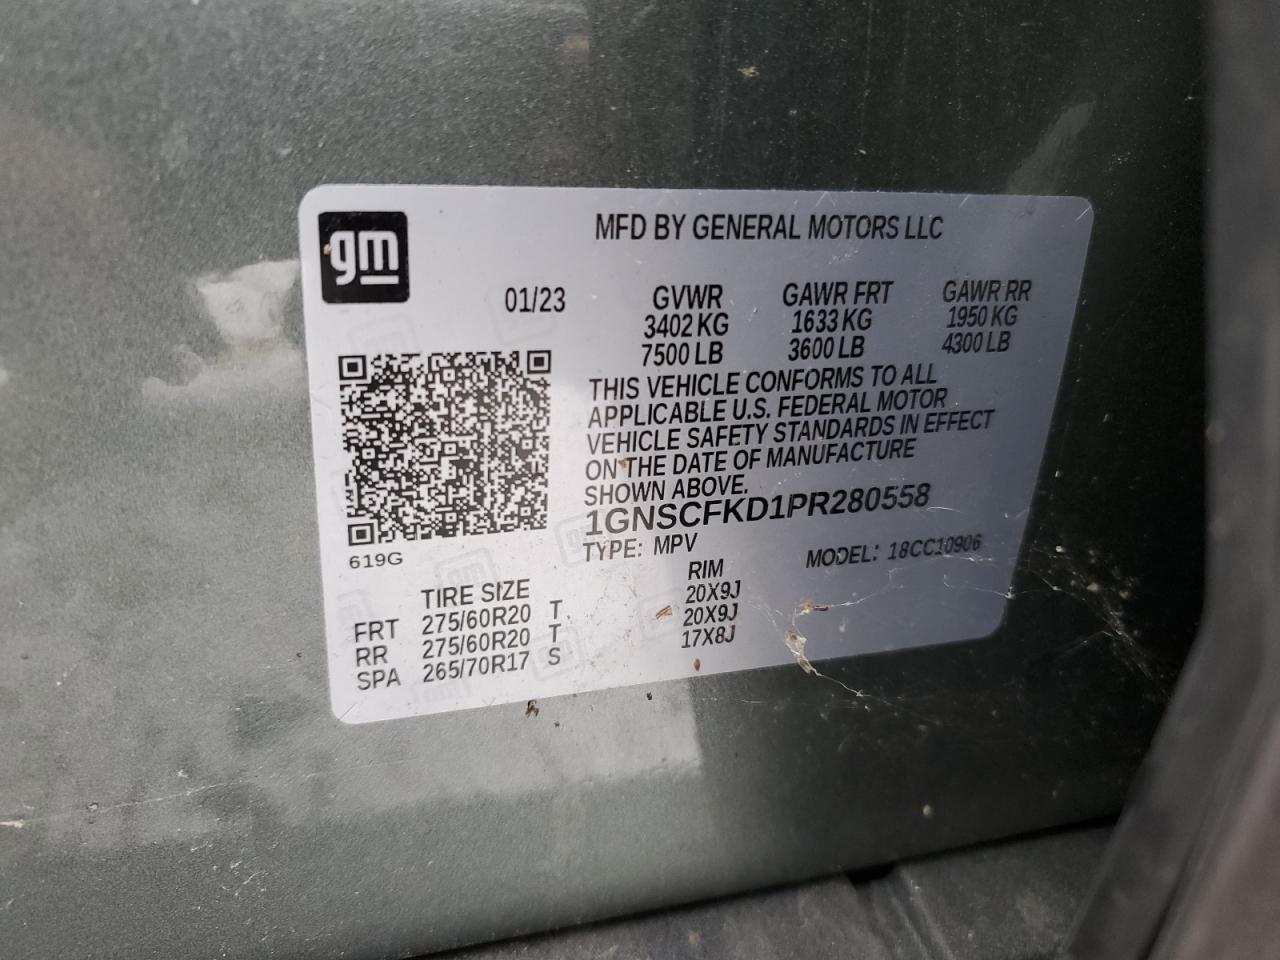 gm
MFD BY GENERAL MOTORS LLC
01/23
GVWR GAWR FRT GAWR RR
3402 KG 1633 KG 1950 KG
7500 LB 3600 LB 4300 LB
THIS VEHICLE CONFORMS TO ALL
APPLICABLE U.S. FEDERAL MOTOR
VEHICLE SAFETY STANDARDS IN EFFECT
ON THE DATE OF MANUFACTURE
SHOWN ABOVE.
1GNSCFKD1PR280558
TYPE: MPV MODEL: 18CC10906
619G
TIRE SIZE RIM
FRT 275/60R20 T 20X9J
RR 275/60R20 T 20X9J
SPA 265/70R17 S 17X8J